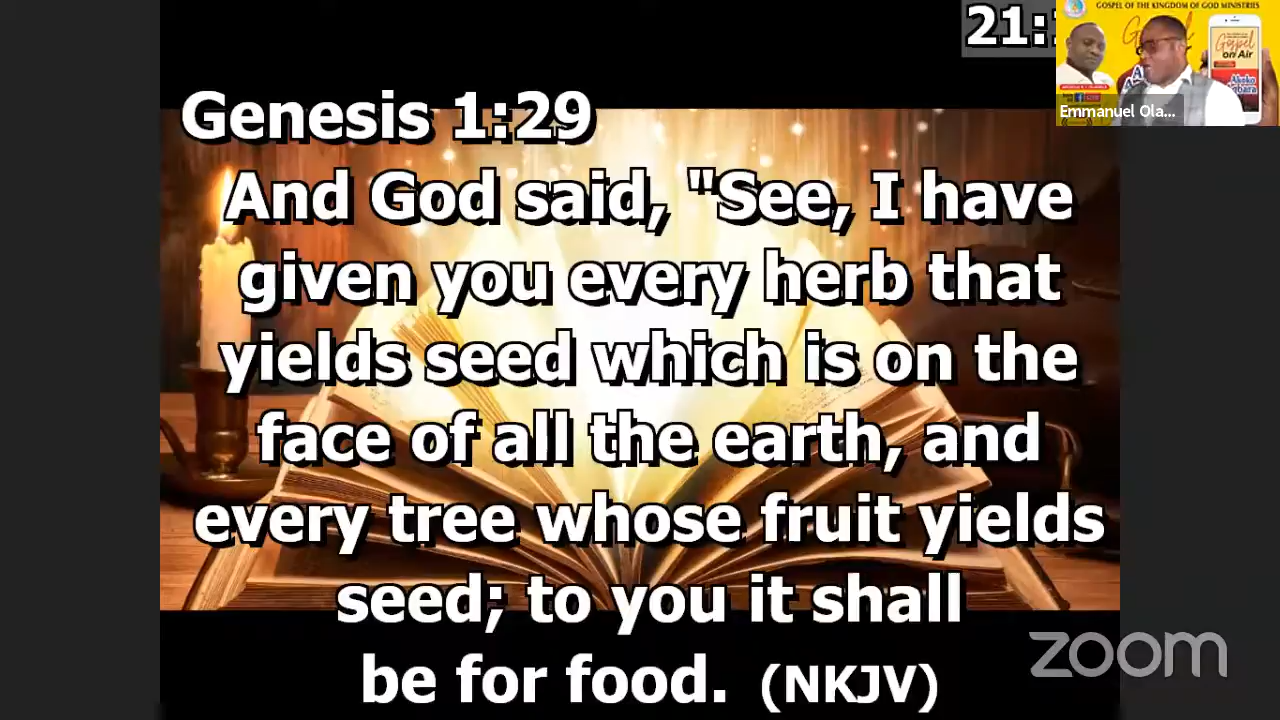 21:
GOSPEL OF THE KINGDOM OF GOD MINISTRIES
Gospel
on Air
Akoko
Emmanuel Ola...
Genesis 1:29
And God said, "See, I have
given you every herb that
yields seed which is on the
face of all the earth, and
every tree whose fruit yields
seed; to you it shall
be for food. (NKJV)
zoom